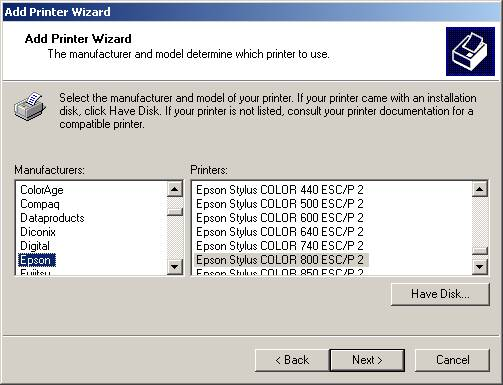 Add Printer Wizard
Add Printer Wizard
The manufacturer and model determine which printer to use.
Select the manufacturer and model of your printer. If your printer came with an installation
disk, click Have Disk. If your printer is not listed, consult your printer documentation for a
compatible printer.
Manufacturers:
ColorAge
Compaq
Dataproducts
Diconix
Digital
Epson
Fujitsu
Printers:
Epson Stylus COLOR 440 ESC/P 2
Epson Stylus COLOR 500 ESC/P 2
Epson Stylus COLOR 600 ESC/P 2
Epson Stylus COLOR 640 ESC/P 2
Epson Stylus COLOR 740 ESC/P 2
Epson Stylus COLOR 800 ESC/P 2
Epson Stylus COLOR 850 ESC/P 2
Have Disk...
< Back
Next >
Cancel